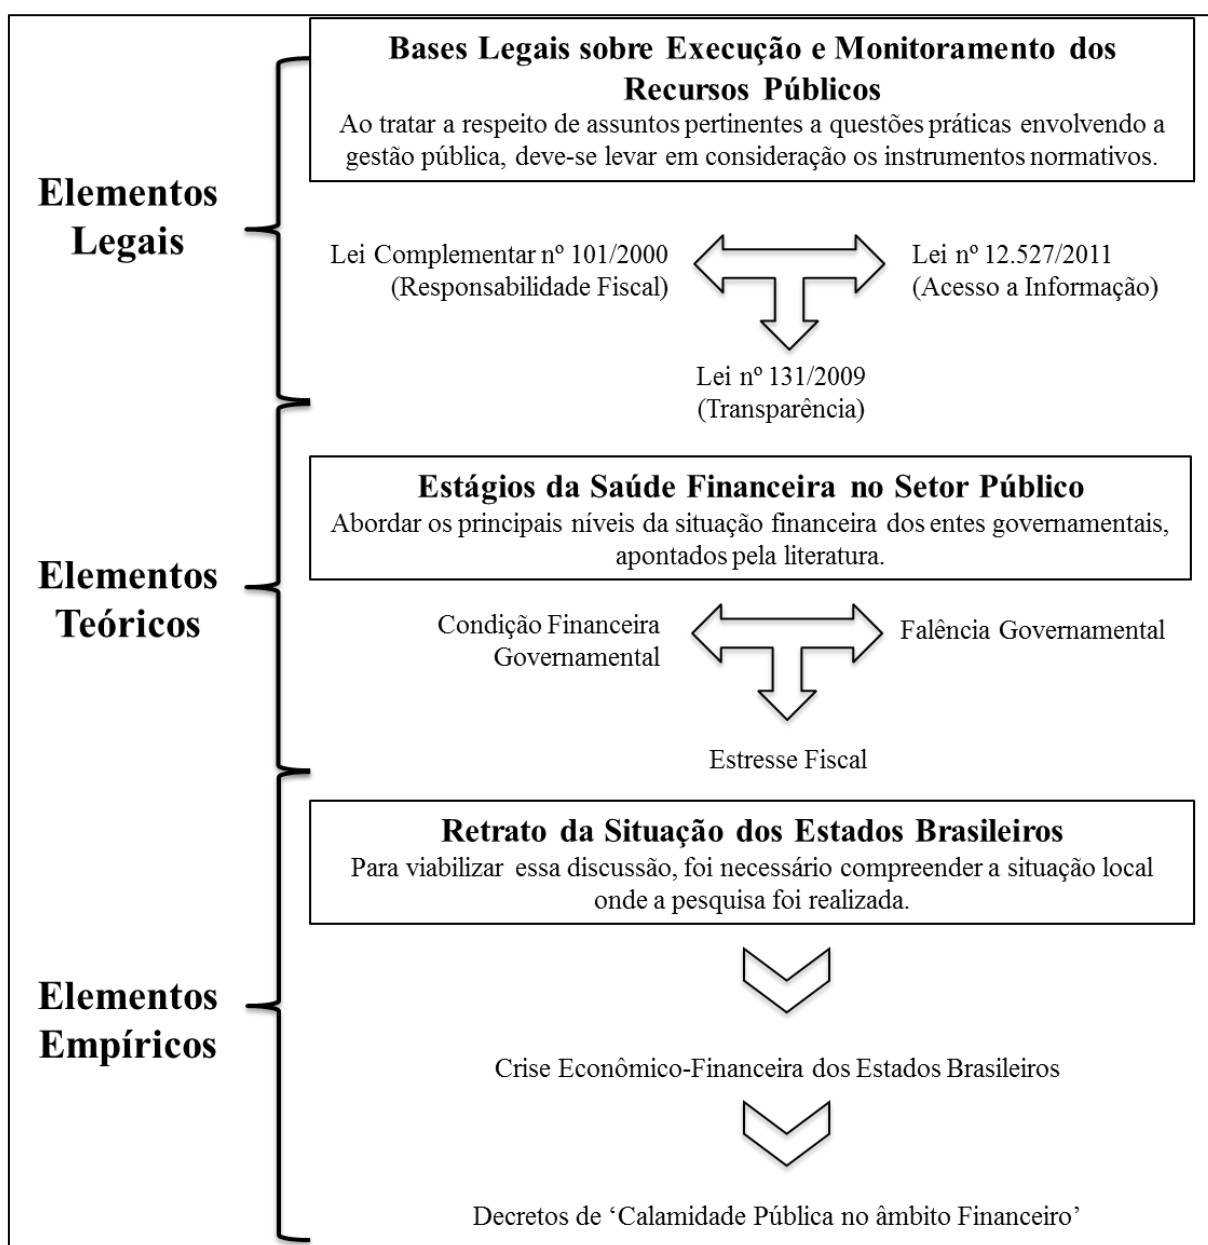 Elementos
Legais
Bases Legais sobre Execução e Monitoramento dos
Recursos Públicos
Ao tratar a respeito de assuntos pertinentes a questões práticas envolvendo a
gestão pública, deve-se levar em consideração os instrumentos normativos.
Lei Complementar nº 101/2000
(Responsabilidade Fiscal)
Lei nº 12.527/2011
(Acesso a Informação)
Lei nº 131/2009
(Transparência)
Elementos
Teóricos
Estágios da Saúde Financeira no Setor Público
Abordar os principais níveis da situação financeira dos entes governamentais,
apontados pela literatura.
Condição Financeira
Governamental
Falência Governamental
Estresse Fiscal
Elementos
Empíricos
Retrato da Situação dos Estados Brasileiros
Para viabilizar essa discussão, foi necessário compreender a situação local
onde a pesquisa foi realizada.
Crise Econômico-Financeira dos Estados Brasileiros
Decretos de ‘Calamidade Pública no âmbito Financeiro’